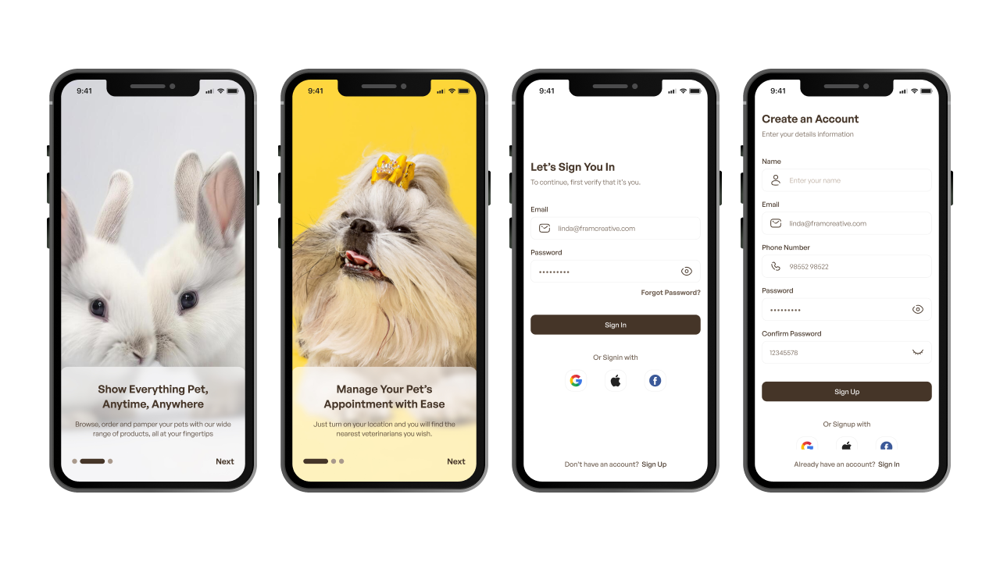 9:41
Show Everything Pet,
Anytime, Anywhere
Browse, order and pamper your pets with our wide
range of products, all at your fingertips
Next
9:41
Manage Your Pet's
Appointment with Ease
Just turn on your location and you will find the
nearest veterinarians you wish.
Next
9:41
Let's Sign You In
To continue, first verify that it's you.
Email
linda@framcreative.com
Password
Forgot Password?
Sign In
Or Signin with
Don't have an account? Sign Up
9:41
Create an Account
Enter your details information
Name
Enter your name
Email
linda@framcreative.com
Phone Number
98552 98522
Password
Confirm Password
12345578
Sign Up
Or Signup with
Already have an account? Sign In